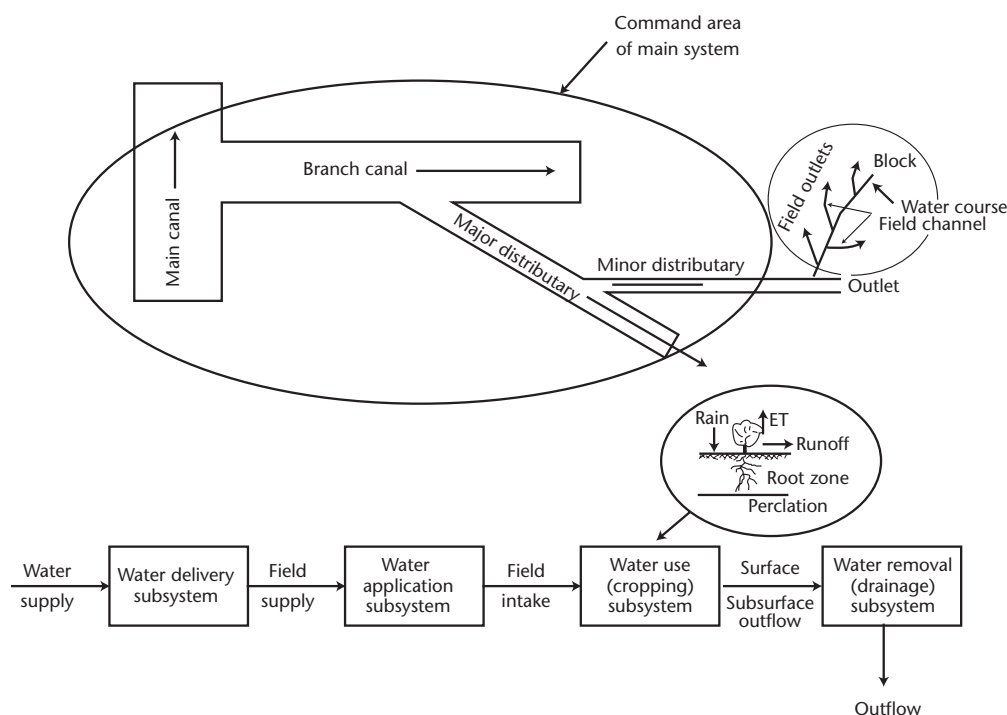 Command area
of main system
Main canal
Branch canal
Major distributary
Minor distributary
Outlet
Field outlets
Block
Water course
Field channel
Rain
ET
Runoff
Root zone
Perclation
Water
supply
Water delivery
subsystem
Field
supply
Water
application
subsystem
Field
intake
Water use
(cropping)
subsystem
Surface
Subsurface
outflow
Water removal
(drainage)
subsystem
Outflow